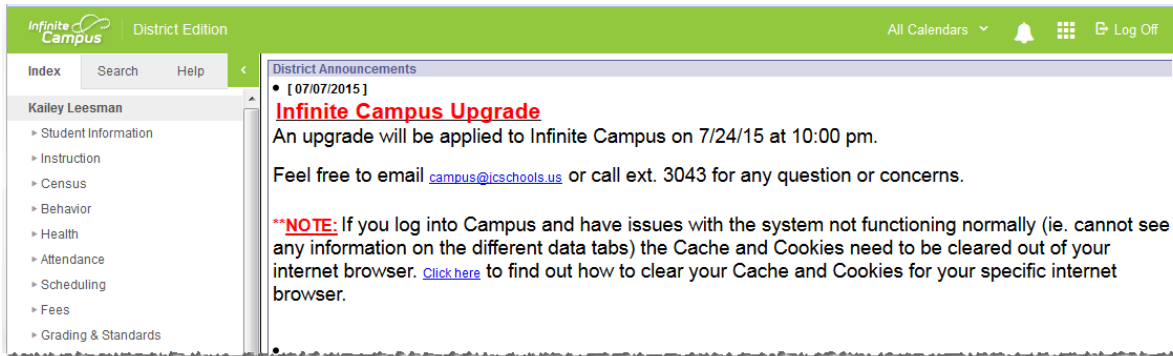 Infinite Campus
District Edition
All Calendars
Log Off
Index Search Help
Kailey Leesman
Student Information
Instruction
Census
Behavior
Health
Attendance
Scheduling
Fees
Grading & Standards
District Announcements
• [ 07/07/2015 ]
Infinite Campus Upgrade
An upgrade will be applied to Infinite Campus on 7/24/15 at 10:00 pm.
Feel free to email campus@jcschools.us or call ext. 3043 for any question or concerns.
**NOTE: If you log into Campus and have issues with the system not functioning normally (ie. cannot see
any information on the different data tabs) the Cache and Cookies need to be cleared out of your
internet browser. Click here to find out how to clear your Cache and Cookies for your specific internet
browser.